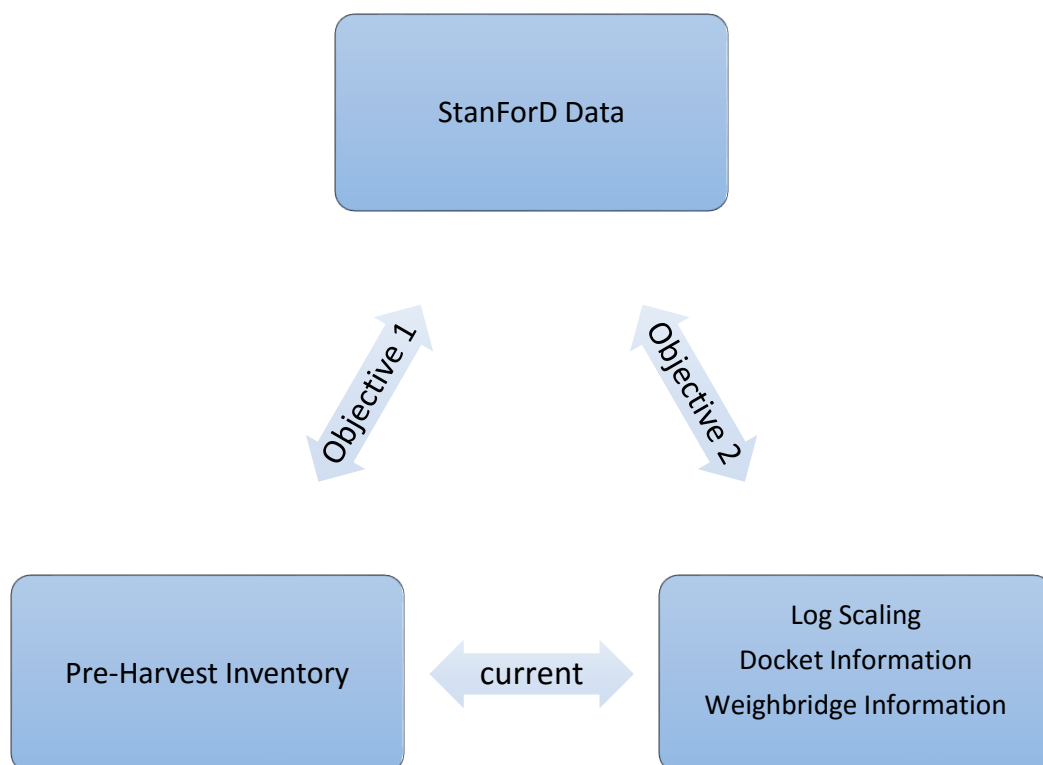 StanForD Data
Objective 1
Objective 2
Pre-Harvest Inventory
current
Log Scaling
Docket Information
Weighbridge Information